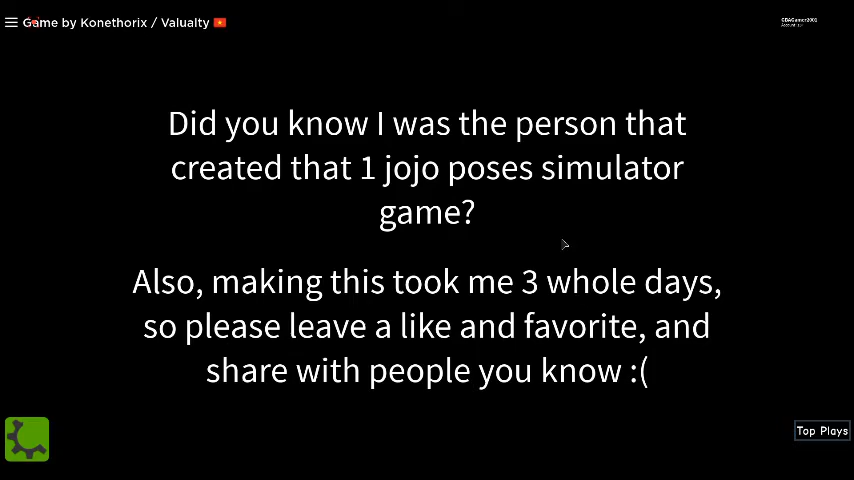 Game by Konethorix / Valualty
CBAGamer2001
Did you know I was the person that
created that 1 jojo poses simulator
game?
Also, making this took me 3 whole days,
so please leave a like and favorite, and
share with people you know :(
Top Plays